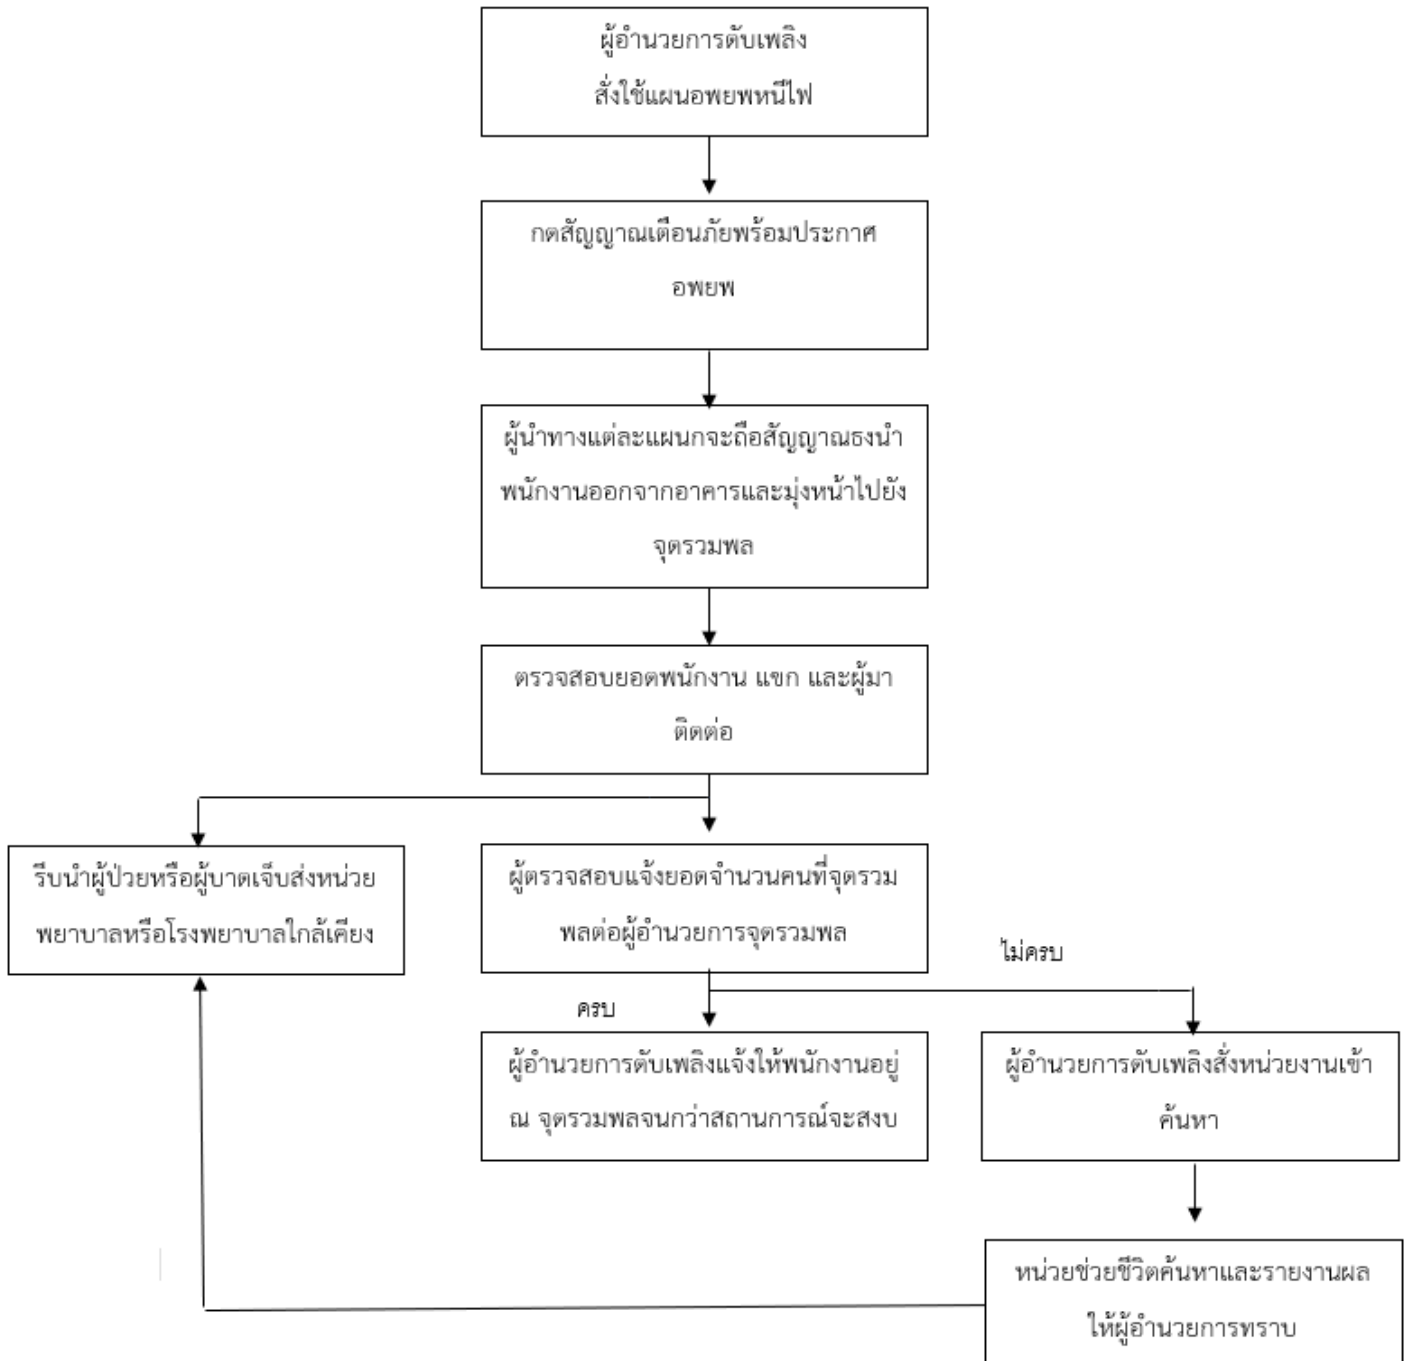 ผู้อำนวยการดับเพลิง
สั่งใช้แผนอพยพหนีไฟ
กดสัญญาณเตือนภัยพร้อมประกาศ
อพยพ
ผู้นำทางแต่ละแผนกจะถือสัญญาณธงนำ
พนักงานออกจากอาคารและมุ่งหน้าไปยัง
จุดรวมพล
ตรวจสอบยอดพนักงาน แขก และผู้มา
ติดต่อ
รีบนำผู้ป่วยหรือผู้บาดเจ็บส่งหน่วย
พยาบาลหรือโรงพยาบาลใกล้เคียง
ผู้ตรวจสอบแจ้งยอดจำนวนคนที่จุดรวม
พลต่อผู้อำนวยการจุดรวมพล
ไม่ครบ
ครบ
ผู้อำนวยการดับเพลิงแจ้งให้พนักงานอยู่
ณ จุดรวมพลจนกว่าสถานการณ์จะสงบ
ผู้อำนวยการดับเพลิงสั่งหน่วยงานเข้า
ค้นหา
หน่วยช่วยชีวิตค้นหาและรายงานผล
ให้ผู้อำนวยการทราบ